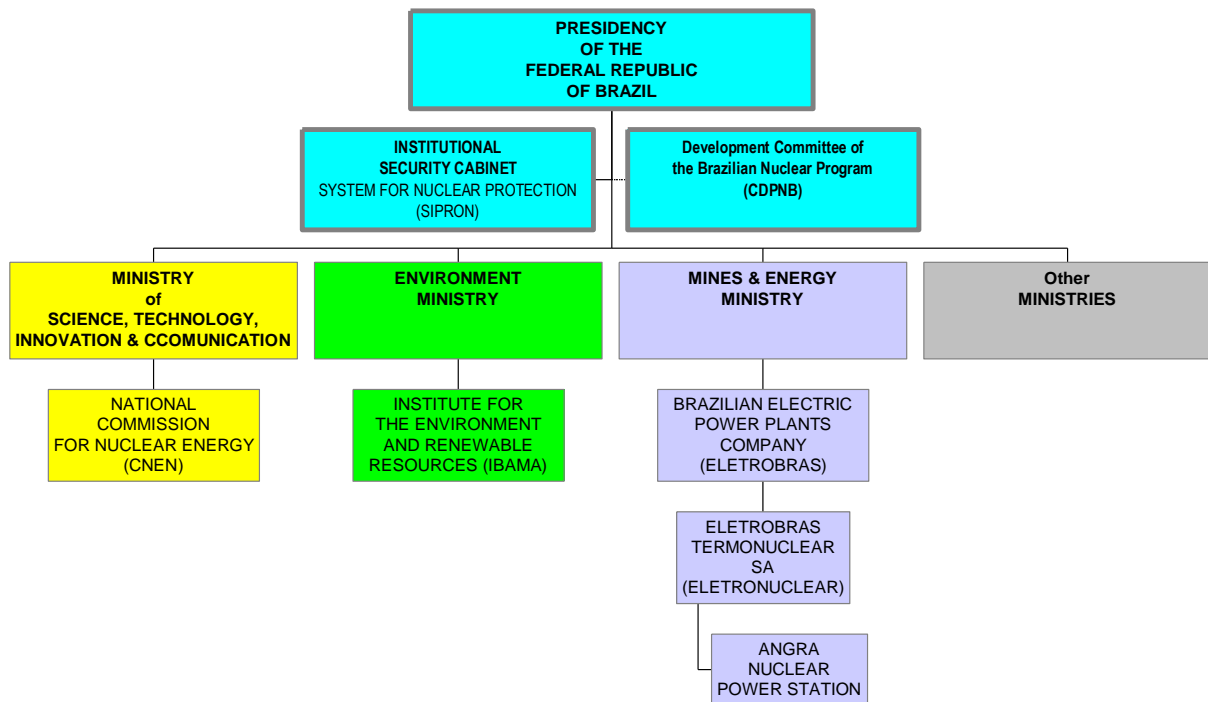 PRESIDENCY
OF THE
FEDERAL REPUBLIC
OF BRAZIL
INSTITUTIONAL
SECURITY CABINET
SYSTEM FOR NUCLEAR PROTECTION
(SIPRON)
Development Committee of
the Brazilian Nuclear Program
(CDPNB)
MINISTRY
of
SCIENCE, TECHNOLOGY,
INNOVATION & CCOMUNICATION
ENVIRONMENT
MINISTRY
MINES & ENERGY
MINISTRY
Other
MINISTRIES
NATIONAL
COMMISSION
FOR NUCLEAR ENERGY
(CNEN)
INSTITUTE FOR
THE ENVIRONMENT
AND RENEWABLE
RESOURCES (IBAMA)
BRAZILIAN ELECTRIC
POWER PLANTS
COMPANY
(ELETROBRAS)
ELETROBRAS
TERMONUCLEAR
SA
(ELETRONUCLEAR)
ANGRA
NUCLEAR
POWER STATION